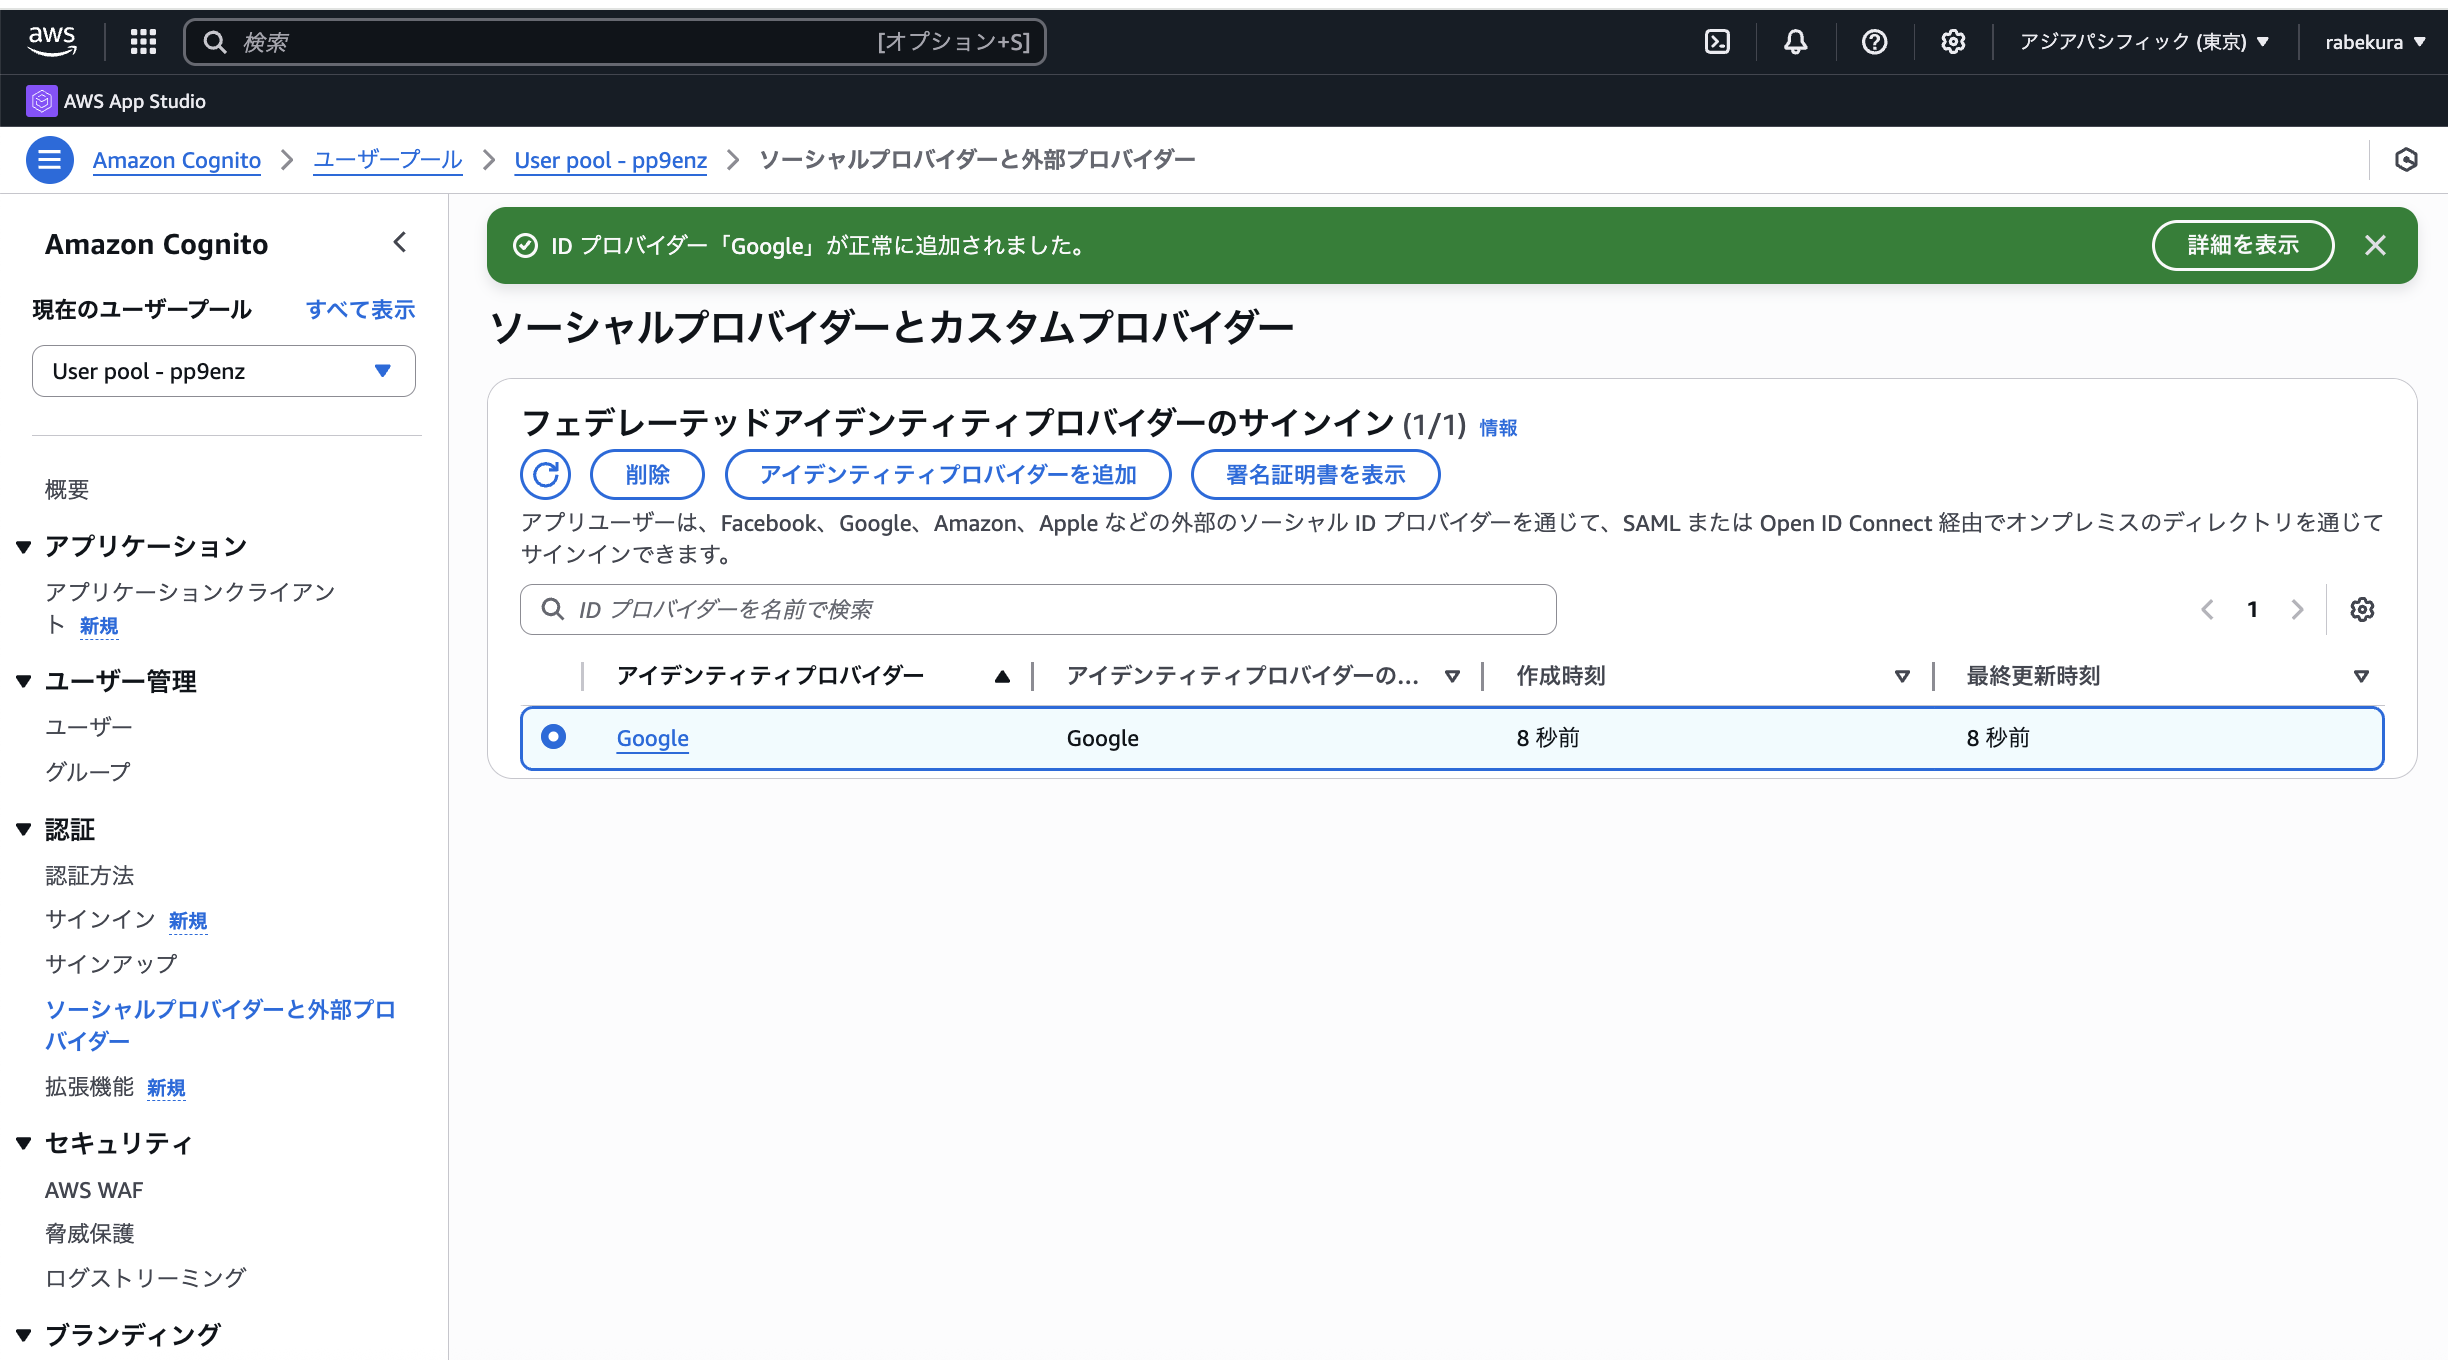 aws
検索
[オプション+S]
アジアパシフィック (東京)
rabekura
AWS App Studio
Amazon Cognito
ユーザープール
User pool - pp9enz
ソーシャルプロバイダーと外部プロバイダー
Amazon Cognito
現在のユーザープール
すべて表示
User pool - pp9enz
概要
アプリケーション
アプリケーションクライアン
ト 新規
ユーザー管理
ユーザー
グループ
認証
認証方法
サインイン 新規
サインアップ
ソーシャルプロバイダーと外部プロ
バイダー
拡張機能 新規
セキュリティ
AWS WAF
脅威保護
ログストリーミング
ブランディング
ID プロバイダー「Google」が正常に追加されました。
詳細を表示
ソーシャルプロバイダーとカスタムプロバイダー
フェデレーテッドアイデンティティプロバイダーのサインイン (1/1) 情報
削除
アイデンティティプロバイダーを追加
署名証明書を表示
アプリユーザーは、Facebook、Google、Amazon、Apple などの外部のソーシャル ID プロバイダーを通じて、SAML または Open ID Connect 経由でオンプレミスのディレクトリを通じて
サインインできます。
ID プロバイダーを名前で検索
1
アイデンティティプロバイダー
アイデンティティプロバイダーの...
作成時刻
最終更新時刻
Google
Google
8 秒前
8 秒前